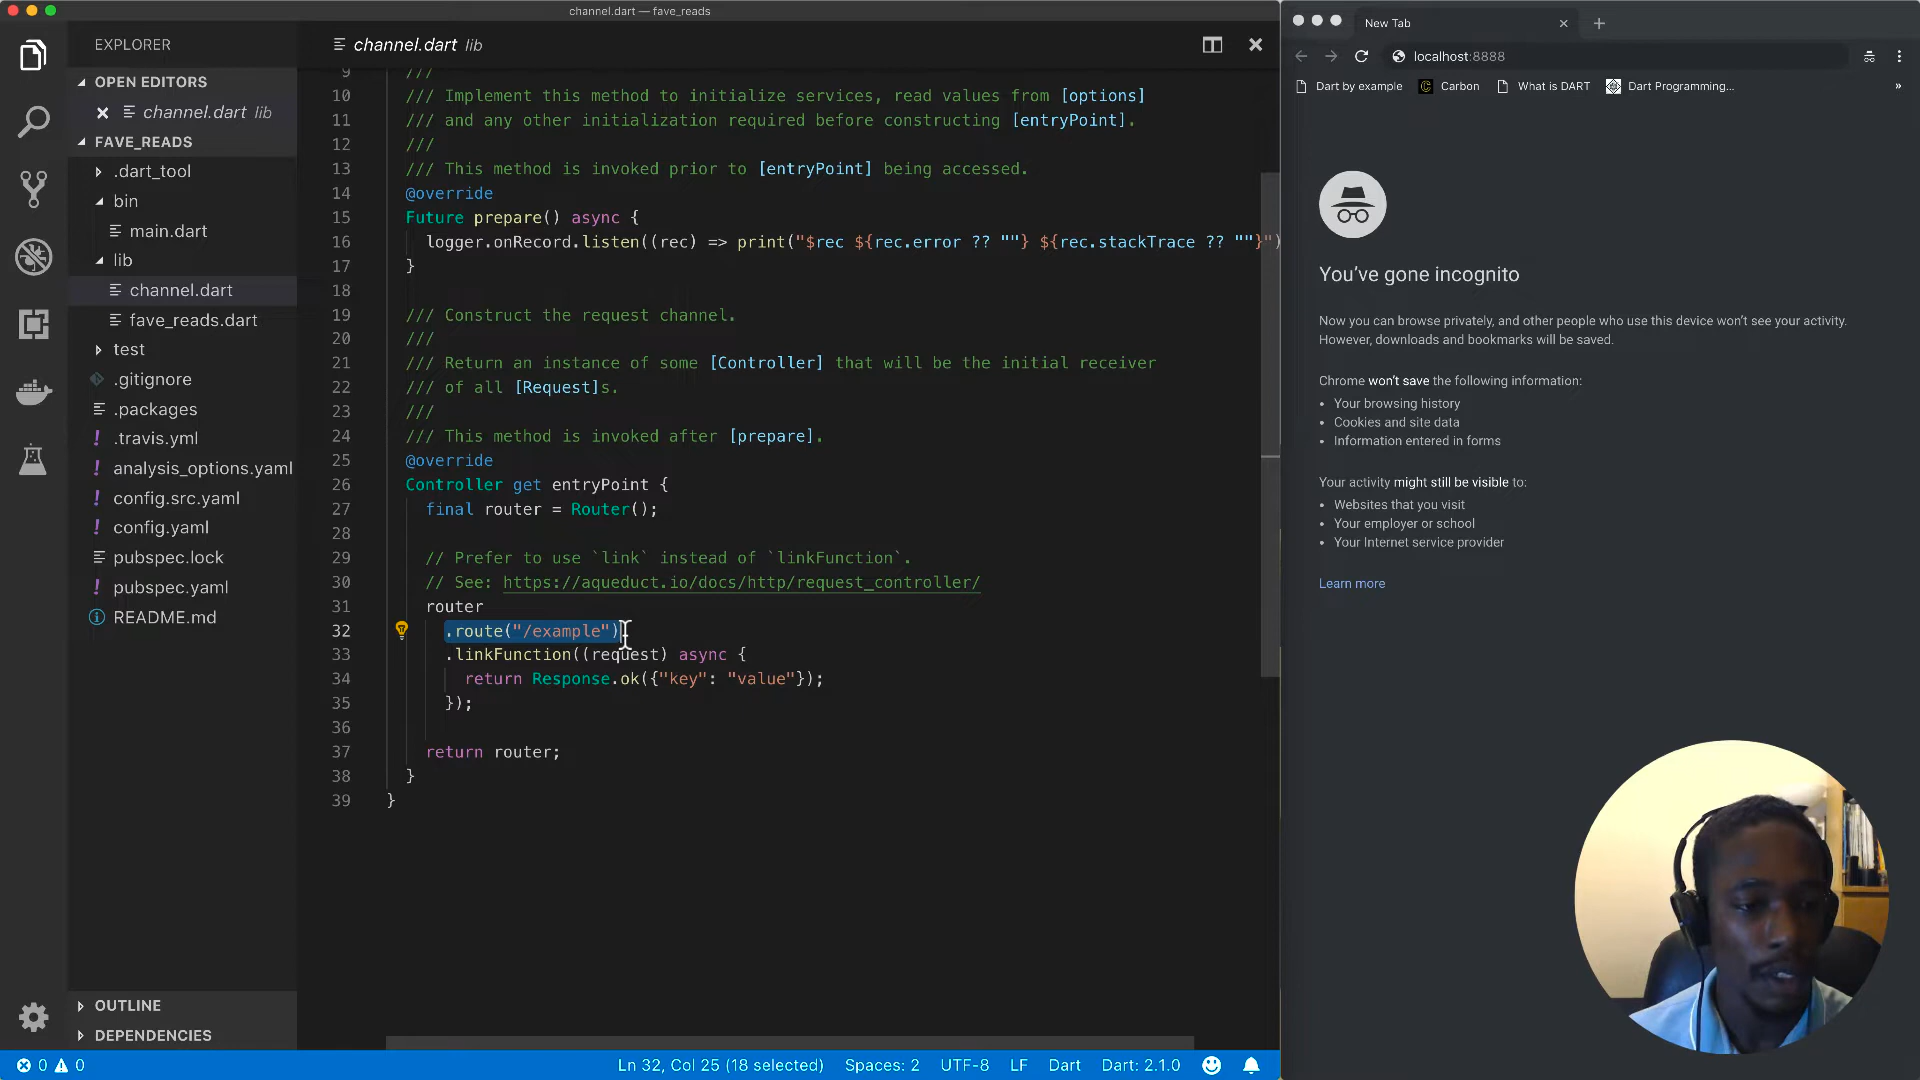 channel.dart — fave_reads
EXPLORER
OPEN EDITORS
channel.dart lib
FAVE_READS
.dart_tool
bin
main.dart
lib
channel.dart
fave_reads.dart
test
.gitignore
.packages
! .travis.yml
! analysis_options.yaml
! config.src.yaml
! config.yaml
pubspec.lock
! pubspec.yaml
README.md
OUTLINE
DEPENDENCIES
channel.dart lib
9 ///
10 /// Implement this method to initialize services, read values from [options]
11 /// and any other initialization required before constructing [entryPoint].
12 ///
13 /// This method is invoked prior to [entryPoint] being accessed.
14 @override
15 Future prepare() async {
16 logger.onRecord.listen((rec) => print("$rec ${rec.error ?? ""} ${rec.stackTrace ?? ""}")
17 }
18
19 /// Construct the request channel.
20 ///
21 /// Return an instance of some [Controller] that will be the initial receiver
22 /// of all [Request]s.
23 ///
24 /// This method is invoked after [prepare].
25 @override
26 Controller get entryPoint {
27 final router = Router();
28
29 // Prefer to use `link` instead of `linkFunction`.
30 // See: https://aqueduct.io/docs/http/request_controller/
31 router
32 .route("/example")
33 .linkFunction((request) async {
34 return Response.ok({"key": "value"});
35 });
36
37 return router;
38 }
39 }
0 0
Ln 32, Col 25 (18 selected) Spaces: 2 UTF-8 LF Dart Dart: 2.1.0
New Tab
localhost:8888
Dart by example Carbon What is DART Dart Programming... »
You've gone incognito
Now you can browse privately, and other people who use this device won't see your activity.
However, downloads and bookmarks will be saved.
Chrome won't save the following information:
• Your browsing history
• Cookies and site data
• Information entered in forms
Your activity might still be visible to:
• Websites that you visit
• Your employer or school
• Your Internet service provider
Learn more